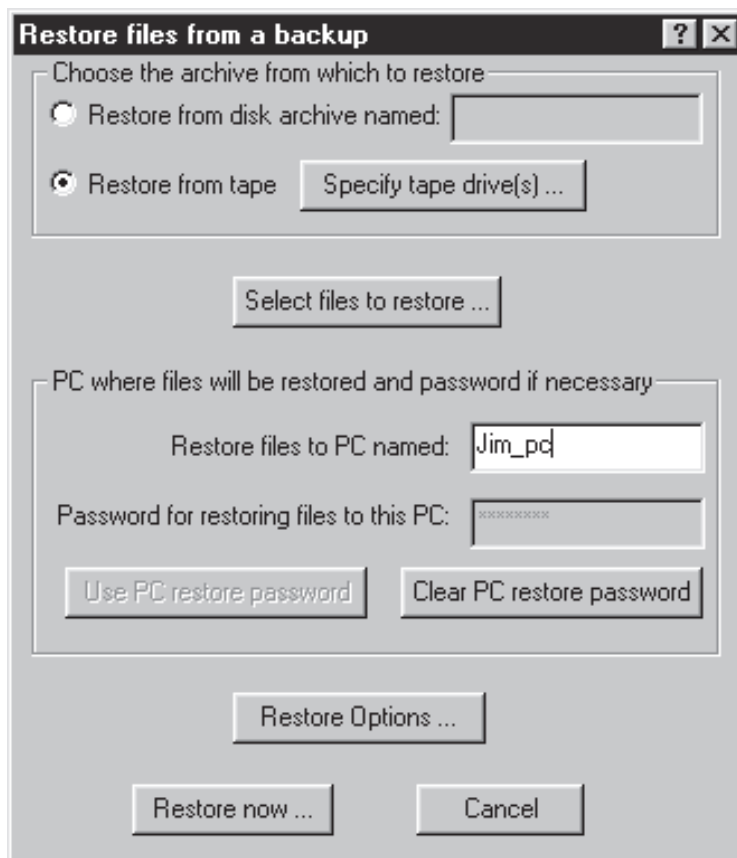 Restore files from a backup
Choose the archive from which to restore
Restore from disk archive named:
Restore from tape Specify tape drive(s) ...
Select files to restore ...
PC where files will be restored and password if necessary
Restore files to PC named: Jim_pc
Password for restoring files to this PC: ********
Use PC restore password Clear PC restore password
Restore Options ...
Restore now ... Cancel